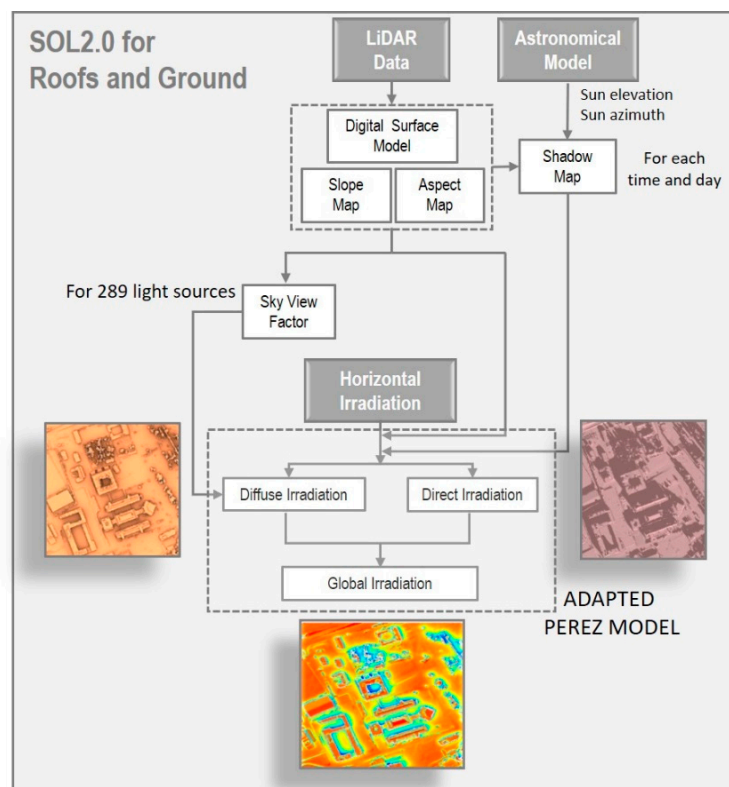 SOL2.0 for
Roofs and Ground
LiDAR
Data
Astronomical
Model
Sun elevation
Sun azimuth
Digital Surface
Model
Slope
Map
Aspect
Map
Shadow
Map
For each
time and day
For 289 light sources
Sky View
Factor
Horizontal
Irradiation
Diffuse Irradiation
Direct Irradiation
Global Irradiation
ADAPTED
PEREZ MODEL